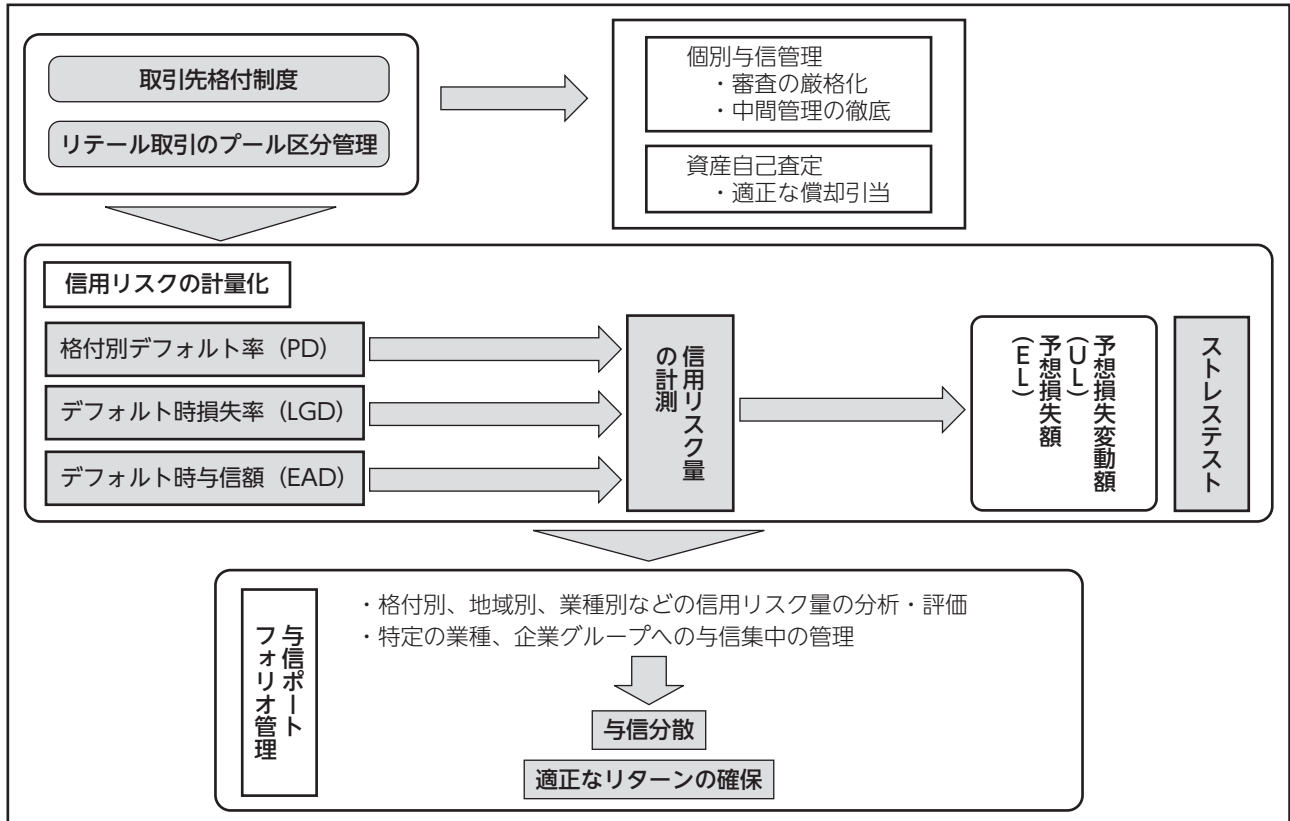 取引先格付制度
リテール取引のプール区分管理
個別与信管理
・審査の厳格化
・中間管理の徹底
資産自己査定
・適正な償却引当
信用リスクの計量化
格付別デフォルト率（PD）
デフォルト時損失率（LGD）
デフォルト時与信額（EAD）
信用リスク量
の計測
予想損失変動額
（UL）
予想損失額
（EL）
ストレステスト
与信ポート
フォリオ管理
・格付別、地域別、業種別などの信用リスク量の分析・評価
・特定の業種、企業グループへの与信集中の管理
与信分散
適正なリターンの確保